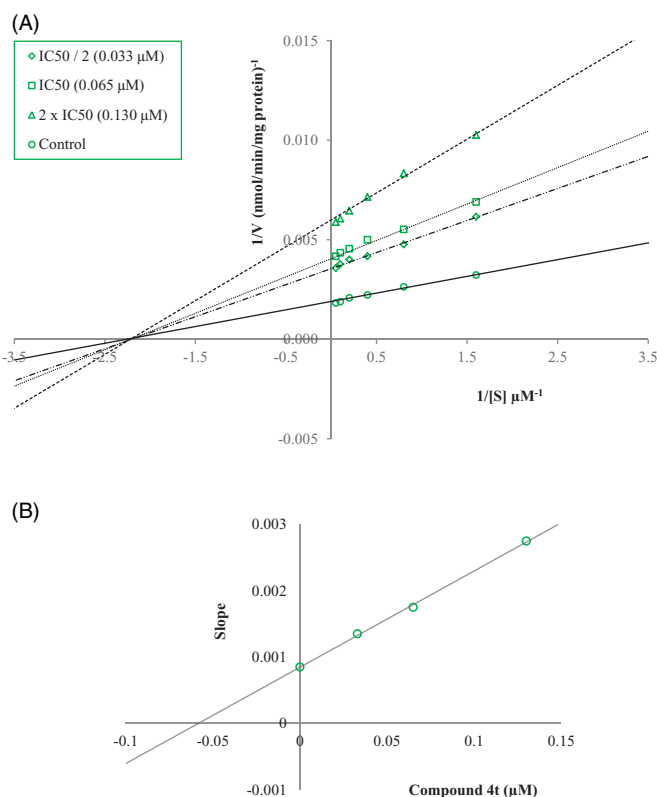 (A)
IC50 / 2 (0.033 μM)
IC50 (0.065 μM)
2 x IC50 (0.130 μM)
Control
1/V (nmol/min/mg protein)-1
0.015
0.010
0.005
0.000
-0.005
-3.5 -2.5 -1.5 -0.5 0.5 1.5 2.5 3.5
1/[S] μM-1
(B)
Slope
0.003
0.002
0.001
0
-0.001
-0.1 -0.05 0 0.05 0.1 0.15
Compound 4t (μM)